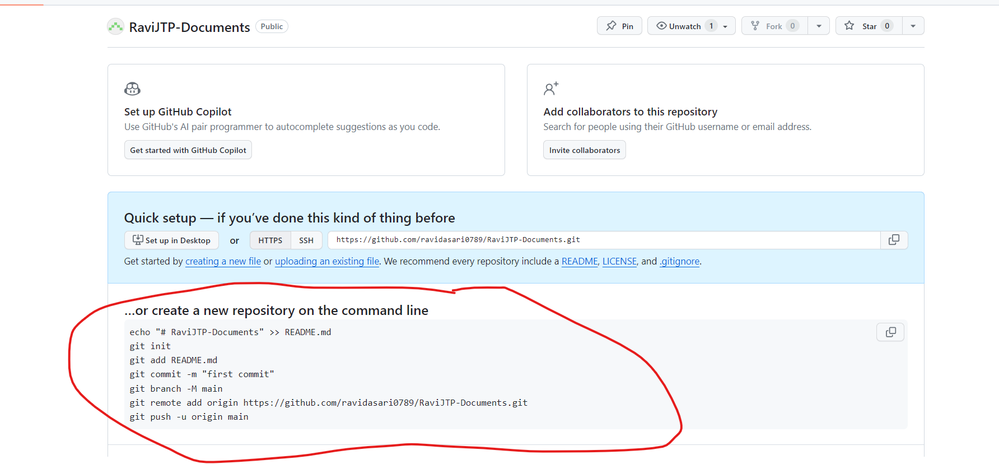 RaviJTP-Documents Public Pin Unwatch 1 Fork 0 Star 0
Set up GitHub Copilot
Use GitHub's AI pair programmer to autocomplete suggestions as you code.
Get started with GitHub Copilot
Add collaborators to this repository
Search for people using their GitHub username or email address.
Invite collaborators
Quick setup — if you’ve done this kind of thing before
Set up in Desktop or HTTPS SSH https://github.com/ravidasari0789/RaviJTP-Documents.git
Get started by creating a new file or uploading an existing file. We recommend every repository include a README, LICENSE, and .gitignore.
…or create a new repository on the command line
echo "# RaviJTP-Documents" >> README.md
git init
git add README.md
git commit -m "first commit"
git branch -M main
git remote add origin https://github.com/ravidasari0789/RaviJTP-Documents.git
git push -u origin main